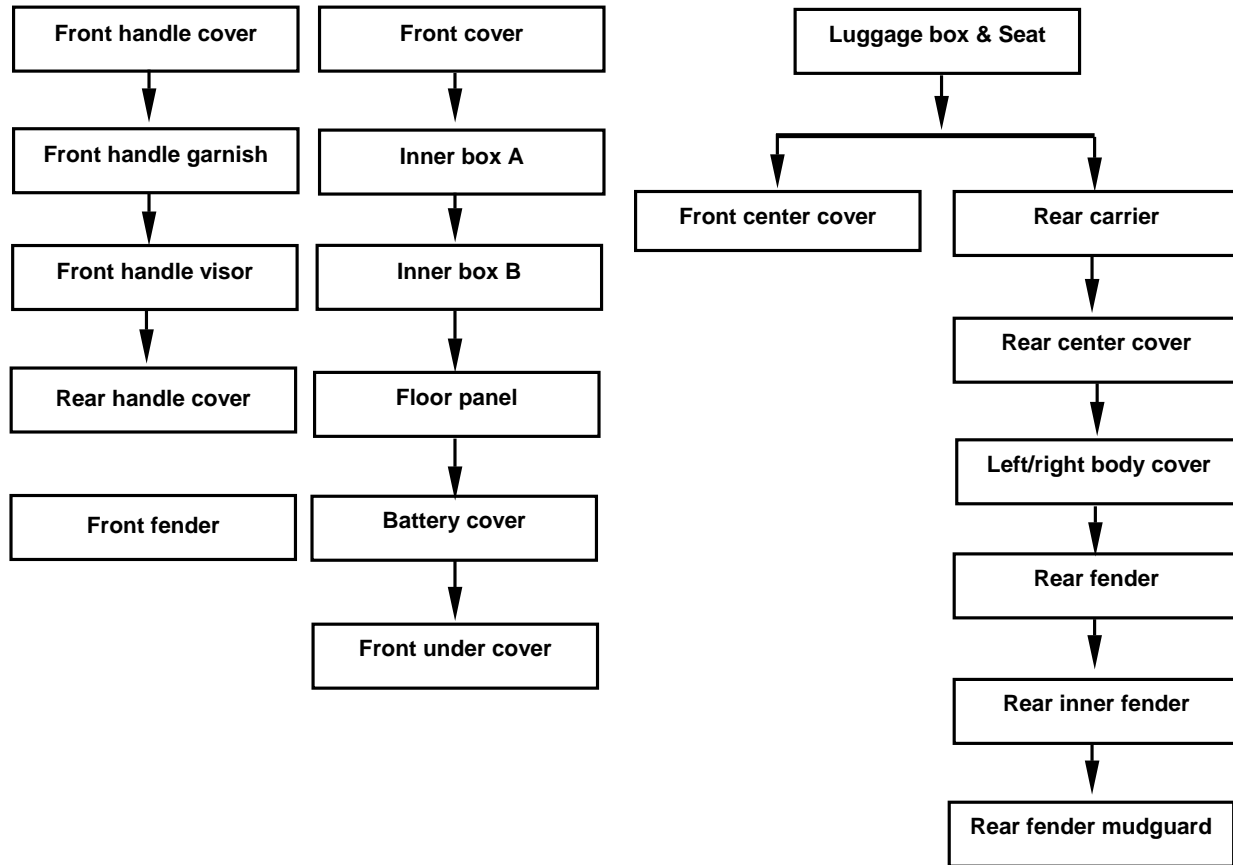 Front handle cover
Front handle garnish
Front handle visor
Rear handle cover
Front fender
Front cover
Inner box A
Inner box B
Floor panel
Battery cover
Front under cover
Luggage box & Seat
Front center cover
Rear carrier
Rear center cover
Left/right body cover
Rear fender
Rear inner fender
Rear fender mudguard